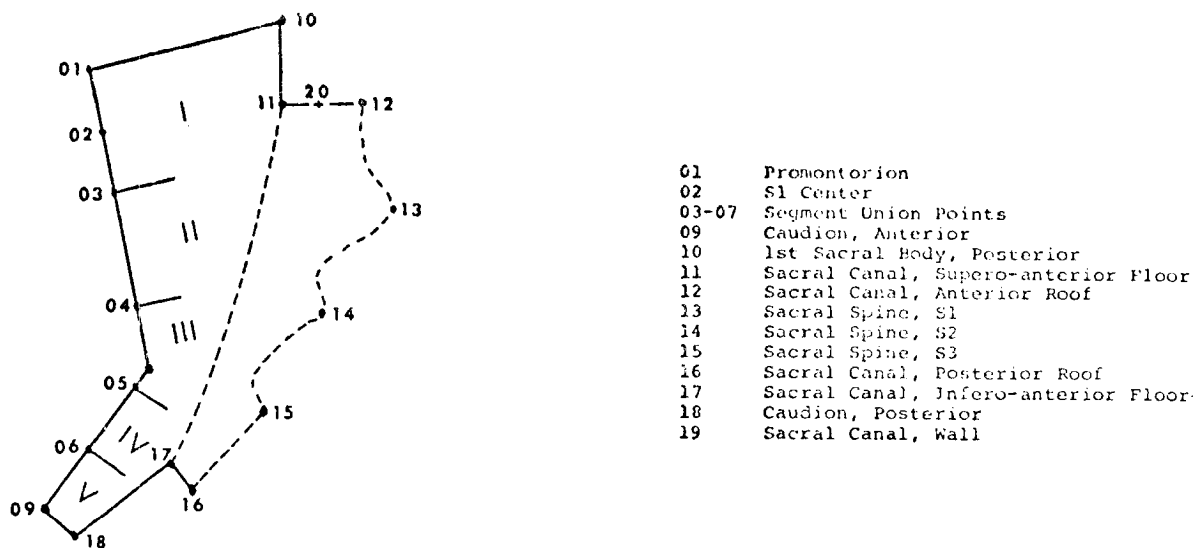 10
01
I
11
20
12
02
03
13
II
04
14
III
05
15
06
IV
17
16
V
09
18
01 Promontorion
02 S1 Center
03-07 Segment Union Points
09 Caudion, Anterior
10 1st Sacral Body, Posterior
11 Sacral Canal, Supero-anterior Floor
12 Sacral Canal, Anterior Roof
13 Sacral Spine, S1
14 Sacral Spine, S2
15 Sacral Spine, S3
16 Sacral Canal, Posterior Roof
17 Sacral Canal, Infero-anterior Floor
18 Caudion, Posterior
19 Sacral Canal, Wall